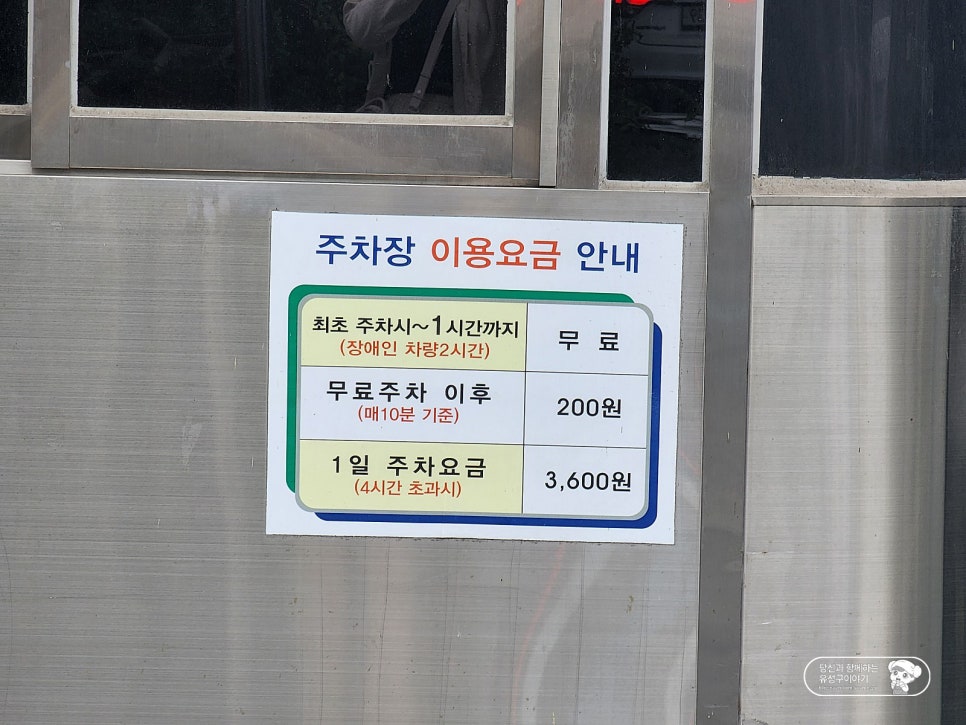 주차장 이용요금 안내
최초 주차시~1시간까지
(장애인 차량2시간)
무 료
무료주차 이후
(매10분 기준)
200원
1일 주차요금
(4시간 초과시)
3,600원
당신과 함께하는
유성구이야기